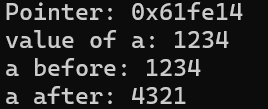 Pointer: 0x61fe14
value of a: 1234
a before: 1234
a after: 4321